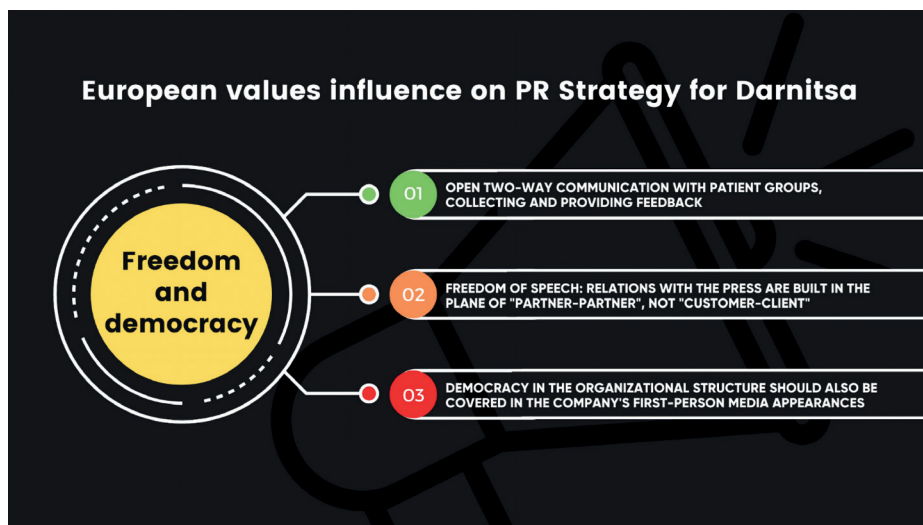 European values influence on PR Strategy for Darnitsa
Freedom
and
democracy
01
OPEN TWO-WAY COMMUNICATION WITH PATIENT GROUPS,
COLLECTING AND PROVIDING FEEDBACK
02
FREEDOM OF SPEECH: RELATIONS WITH THE PRESS ARE BUILT IN THE
PLANE OF "PARTNER-PARTNER", NOT "CUSTOMER-CLIENT"
03
DEMOCRACY IN THE ORGANIZATIONAL STRUCTURE SHOULD ALSO BE
COVERED IN THE COMPANY'S FIRST-PERSON MEDIA APPEARANCES